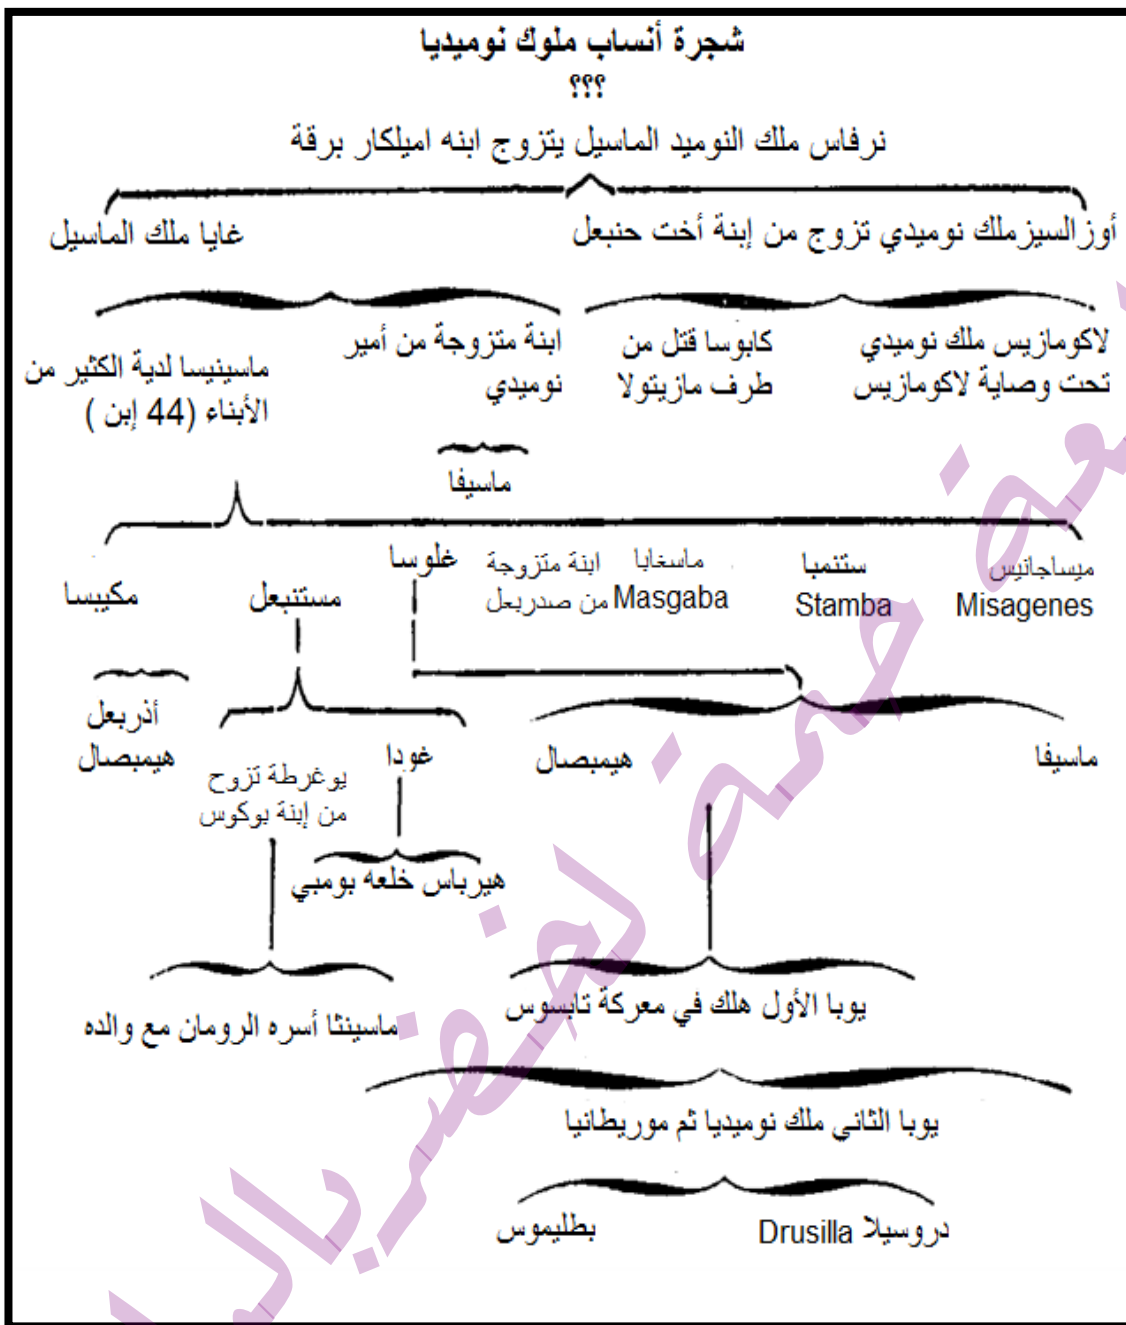 شجرة أنساب ملوك نوميديا
؟؟؟
نرفاس ملك النوميد الماسيل يتزوج ابنه اميلكار برقة
أوزالسيزملك نوميدي تزوج من إبنة أخت حنبعل
غايا ملك الماسيل
لاكومازيس ملك نوميدي
تحت وصاية لاكومازيس
كابوسا قتل من
طرف مازيتولا
ابنة متزوجة من أمير
نوميدي
ماسينيسا لدية الكثير من
الأبناء (44 إبن )
ماسيفا
ميساجانيس
Misagenes
ستنمبا
Stamba
ماسغابا
Masgaba
ابنة متزوجة
من صدربعل
غلوسا
مستنبعل
مكيبسا
ماسيفا
هيمبصال
غودا
يوغرطة تزوح
من إبنة بوكوس
أذربعل
هيمبصال
هيرباس خلعه بومبي
يوبا الأول هلك في معركة تابسوس
ماسينثا أسره الرومان مع والده
يوبا الثاني ملك نوميديا ثم موريطانيا
دروسيلا Drusilla
بطليموس